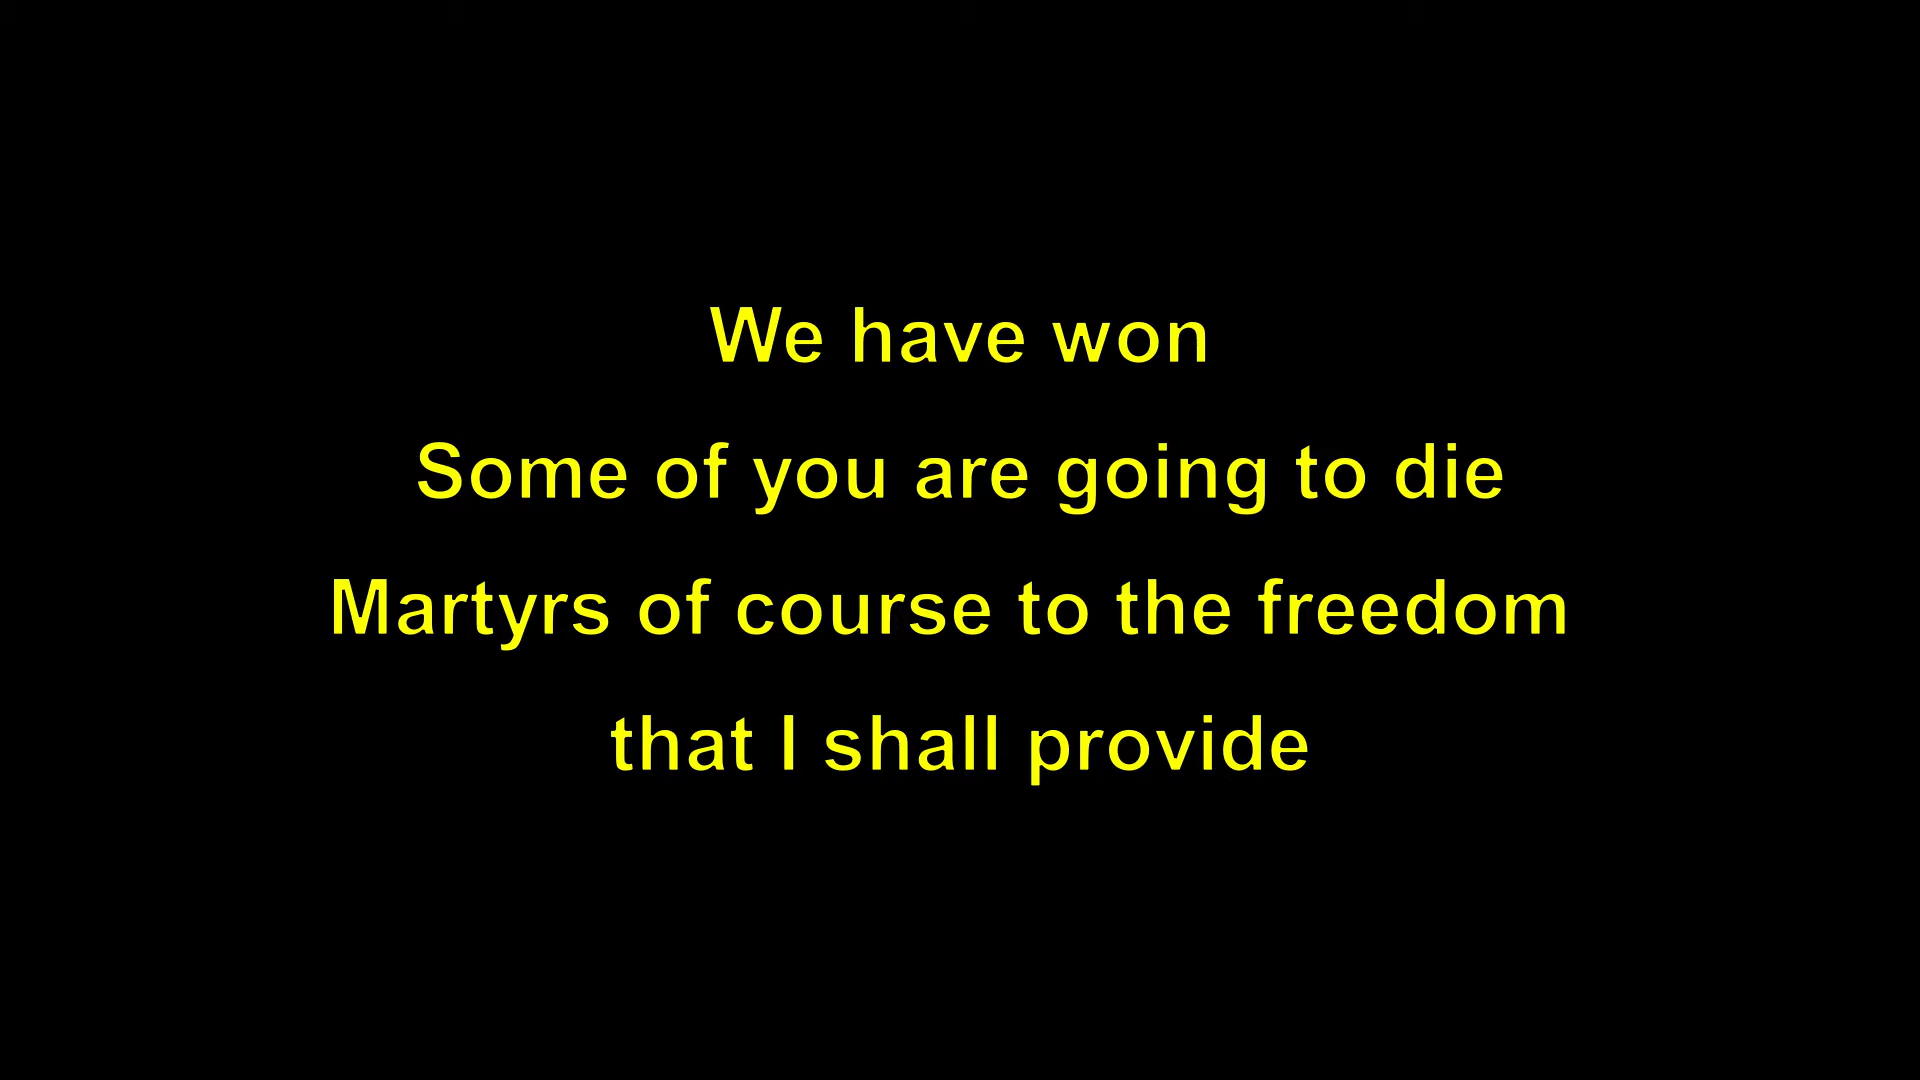 We have won
Some of you are going to die
Martyrs of course to the freedom
that I shall provide